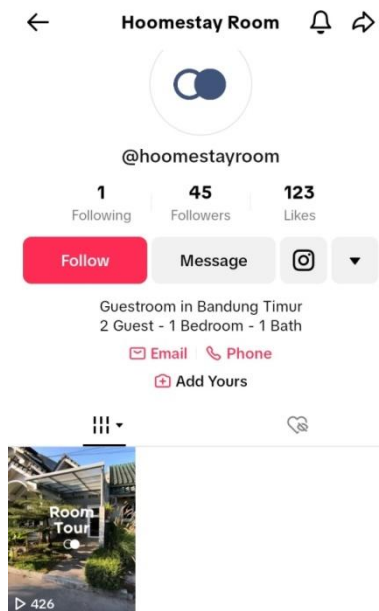 Hoomestay Room
@hoomestayroom
1
Following
45
Followers
123
Likes
Follow
Message
Guestroom in Bandung Timur
2 Guest - 1 Bedroom - 1 Bath
Email
Phone
Add Yours
Room
Tour
426